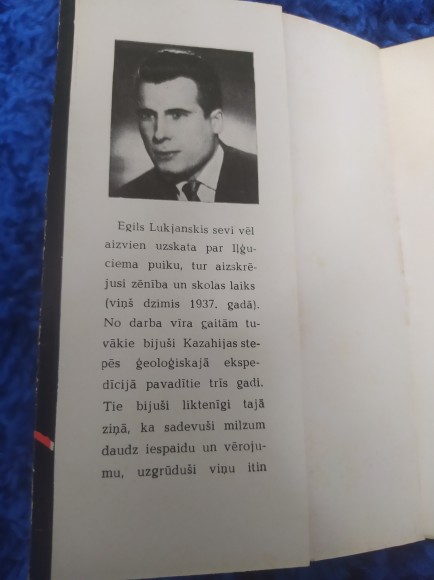 Egils Lukjanskis sevi vēl
aizvien uzskata par Iļģu-
ciema puiku, tur aizskrē-
jusi zēnība un skolas laiks
(viņš dzimis 1937. gadā).
No darba vīra gaitām tu-
vākie bijuši Kazahijas ste-
pēs ģeoloģiskajā ekspe-
dīcijā pavadītie trīs gadi.
Tie bijuši liktenīgi tajā
ziņā, ka sadevuši milzum
daudz iespaidu un vēroju-
mu, uzgrūduši viņu itin